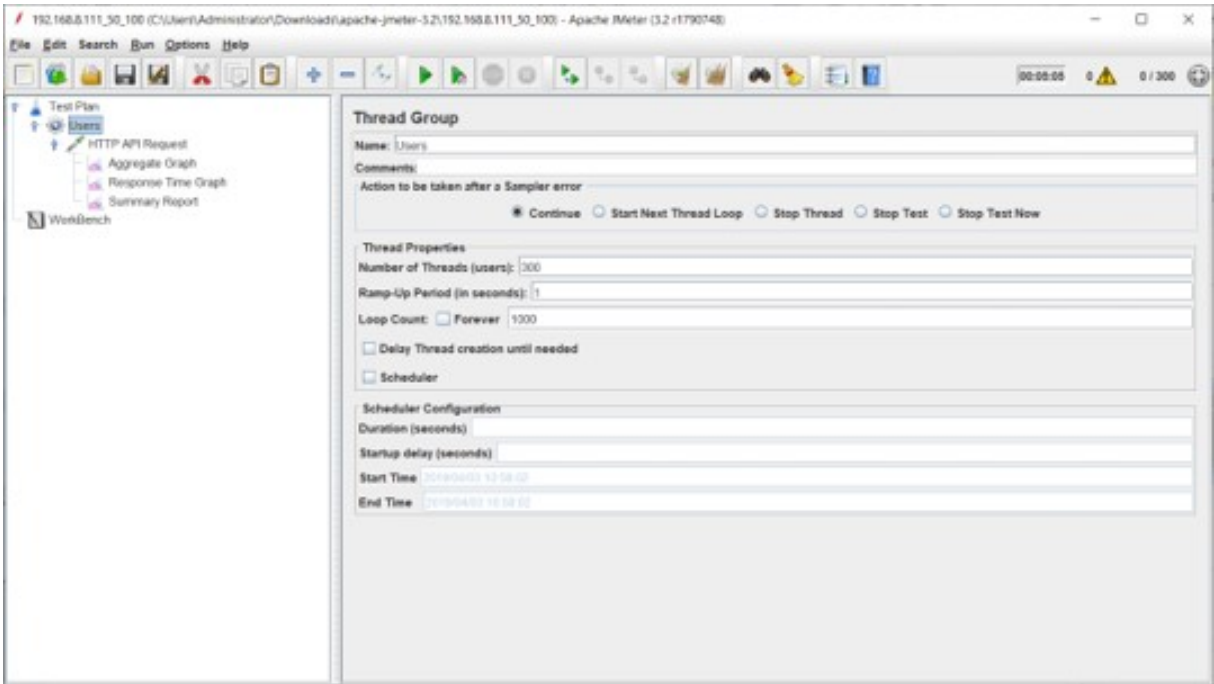 192.168.8.111_50_100 (C:\Users\Administrator\Downloads\apache-jmeter-3.2\192.168.8.111_50_100) - Apache JMeter (3.2 r1790748)
File Edit Search Run Options Help
00:05:05 0 0 / 300
Test Plan
Users
HTTP API Request
Aggregate Graph
Response Time Graph
Summary Report
WorkBench
Thread Group
Name: Users
Comments:
Action to be taken after a Sampler error
Continue Start Next Thread Loop Stop Thread Stop Test Stop Test Now
Thread Properties
Number of Threads (users): 300
Ramp-Up Period (in seconds): 1
Loop Count: Forever 1000
Delay Thread creation until needed
Scheduler
Scheduler Configuration
Duration (seconds)
Startup delay (seconds)
Start Time
End Time